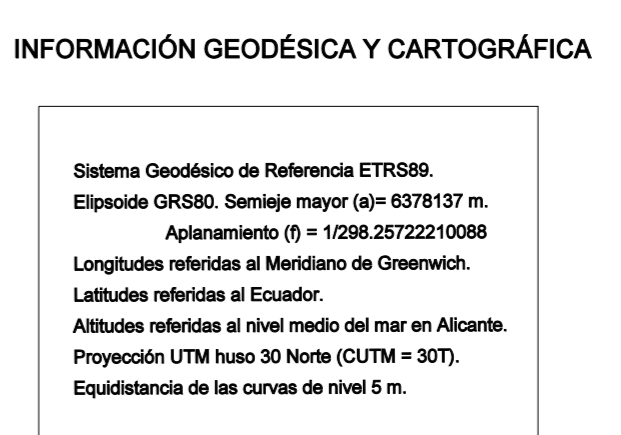 INFORMACIÓN GEODÉSICA Y CARTOGRÁFICA
Sistema Geodésico de Referencia ETRS89.
Elipsoide GRS80. Semieje mayor (a)= 6378137 m.
Aplanamiento (f) = 1/298.25722210088
Longitudes referidas al Meridiano de Greenwich.
Latitudes referidas al Ecuador.
Altitudes referidas al nivel medio del mar en Alicante.
Proyección UTM huso 30 Norte (CUTM = 30T).
Equidistancia de las curvas de nivel 5 m.